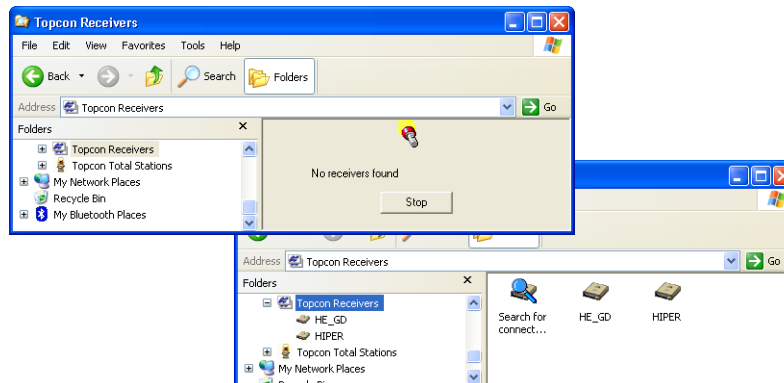 Topcon Receivers
File Edit View Favorites Tools Help
Back Search Folders
Address Topcon Receivers Go
Folders
Topcon Receivers
Topcon Total Stations
My Network Places
Recycle Bin
My Bluetooth Places
No receivers found
Stop
Address Topcon Receivers Go
Folders
Topcon Receivers
HE_GD
HIPER
Topcon Total Stations
My Network Places
Search for
connect...
HE_GD
HIPER